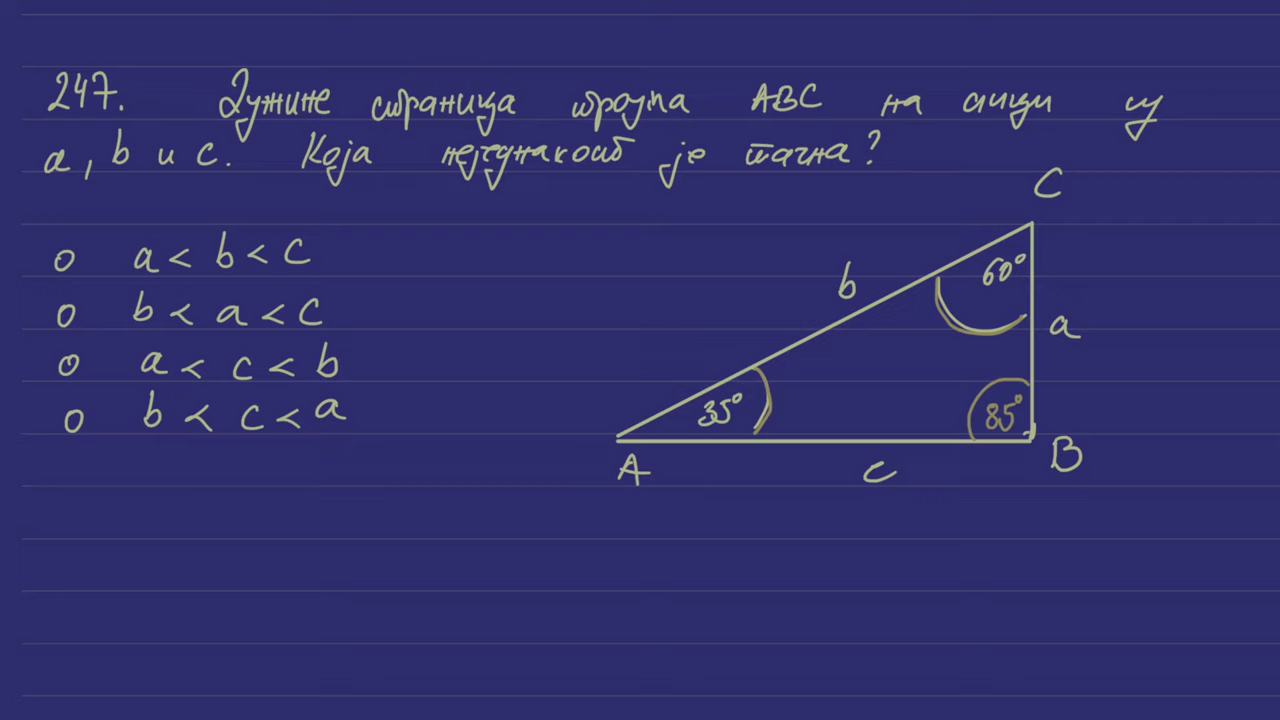 247. Дужине страница троугла ABC на слици су
a, b и c. Која неједнакост је тачна?
C
o a < b < c
60°
b
o b < a < c
a
o a < c < b
35°
85°
o b < c < a
A
c
B